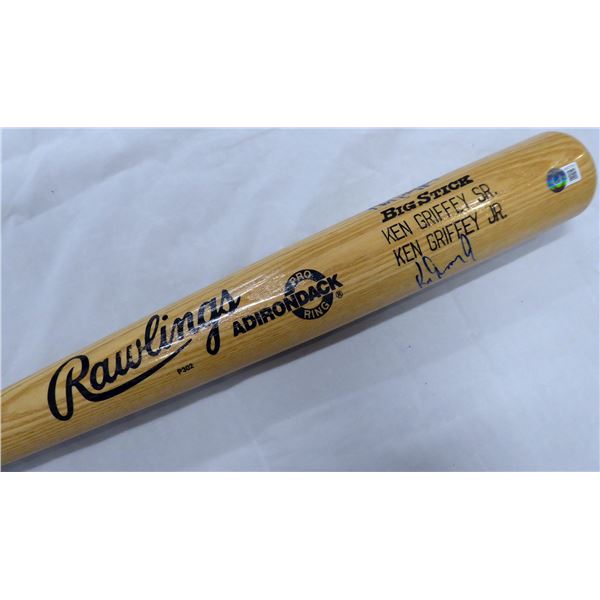 Rawlings
P302
ADIRONDACK
PRO
RING
®
BIG STICK
KEN GRIFFEY SR.
KEN GRIFFEY JR.